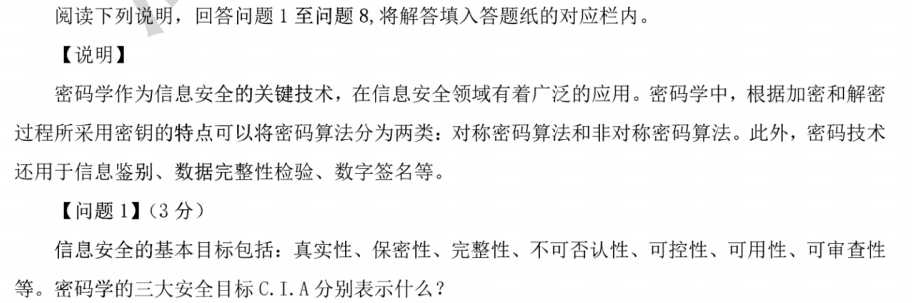 阅读下列说明，回答问题 1 至问题 8,将解答填入答题纸的对应栏内。
【说明】
密码学作为信息安全的关键技术，在信息安全领域有着广泛的应用。密码学中，根据加密和解密
过程所采用密钥的特点可以将密码算法分为两类：对称密码算法和非对称密码算法。此外，密码技术
还用于信息鉴别、数据完整性检验、数字签名等。
【问题 1】（3 分）
信息安全的基本目标包括：真实性、保密性、完整性、不可否认性、可控性、可用性、可审查性
等。密码学的三大安全目标 C.I.A 分别表示什么？